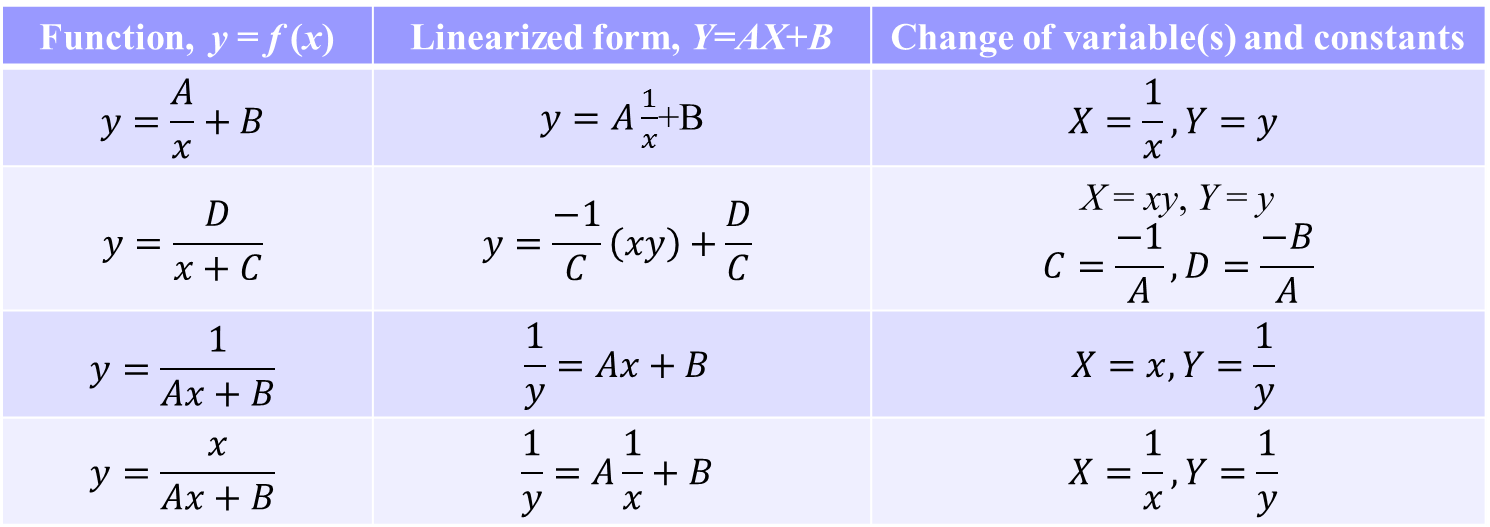 Function, y = f (x) | Linearized form, Y=AX+B | Change of variable(s) and constants
y = A/x + B | y = A 1/x +B | X = 1/x, Y = y
y = D/(x + C) | y = −1/C (xy) + D/C | X = xy, Y = y
C = −1/A, D = −B/A
y = 1/(Ax + B) | 1/y = Ax + B | X = x, Y = 1/y
y = x/(Ax + B) | 1/y = A 1/x + B | X = 1/x, Y = 1/y